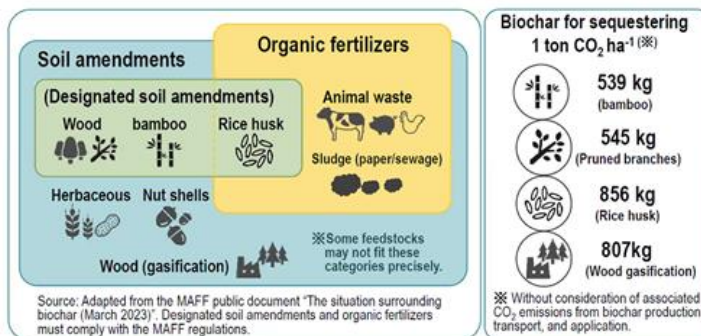 Soil amendments
Organic fertilizers
(Designated soil amendments)
Wood
bamboo
Rice husk
Animal waste
Sludge (paper/sewage)
Herbaceous
Nut shells
Wood (gasification)
※Some feedstocks
may not fit these
categories precisely.
Source: Adapted from the MAFF public document “The situation surrounding
biochar (March 2023)”. Designated soil amendments and organic fertilizers
must comply with the MAFF regulations.
Biochar for sequestering
1 ton CO₂ ha⁻¹ (※)
539 kg
(bamboo)
545 kg
(Pruned branches)
856 kg
(Rice husk)
807kg
(Wood gasification)
※ Without consideration of associated
CO₂ emissions from biochar production,
transport, and application.